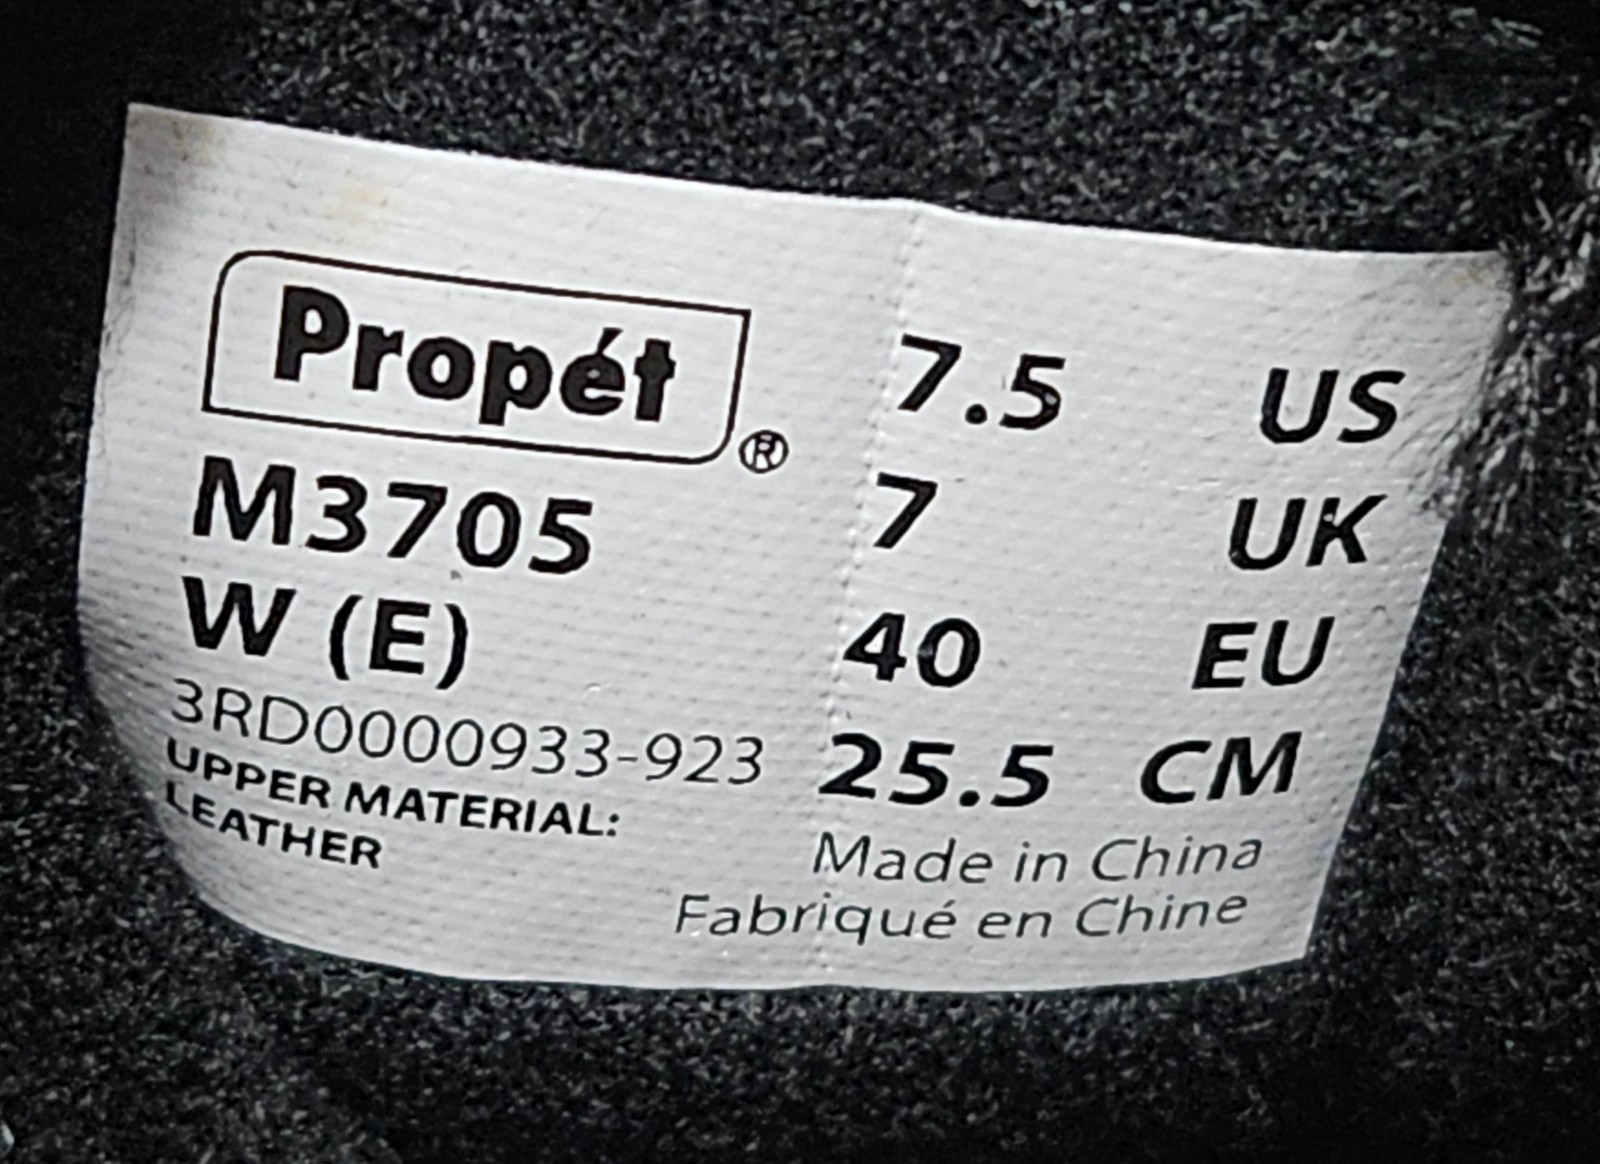 Propét®
M3705
W (E)
3RD0000933-923
UPPER MATERIAL:
LEATHER
7.5 US
7 UK
40 EU
25.5 CM
Made in China
Fabriqué en Chine